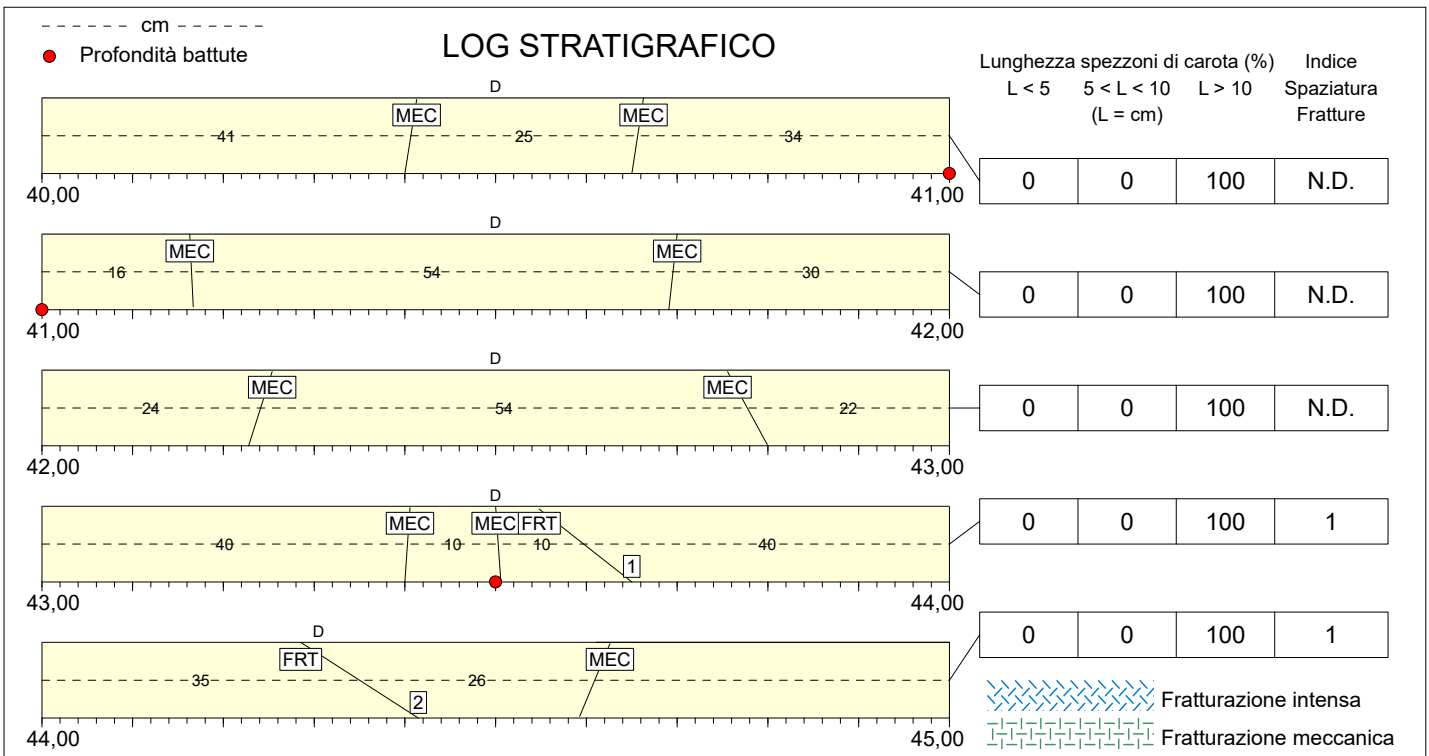 cm
Profondità battute
LOG STRATIGRAFICO
Lunghezza spezzoni di carota (%)
Indice
Spaziatura
Fratture
L < 5
5 < L < 10
(L = cm)
L > 10
D
MEC
MEC
41
25
34
40,00
41,00
0
0
100
N.D.
D
MEC
MEC
16
54
30
41,00
42,00
0
0
100
N.D.
D
MEC
MEC
24
54
22
42,00
43,00
0
0
100
N.D.
D
MEC
MEC
FRT
40
10
10
40
1
43,00
44,00
0
0
100
1
D
FRT
MEC
35
26
2
44,00
45,00
0
0
100
1
Fratturazione intensa
Fratturazione meccanica